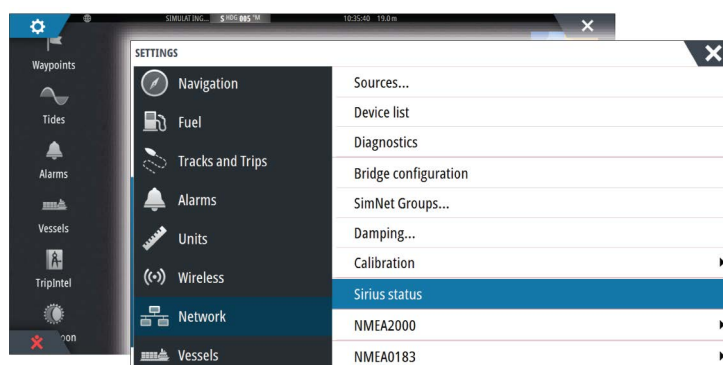 SIMULATING... S HDG 005 °M 10:35:40 19.0 m
Waypoints
Tides
Alarms
Vessels
TripIntel
oon
SETTINGS
Navigation
Fuel
Tracks and Trips
Alarms
Units
Wireless
Network
Vessels
Sources...
Device list
Diagnostics
Bridge configuration
SimNet Groups...
Damping...
Calibration
Sirius status
NMEA2000
NMEA0183